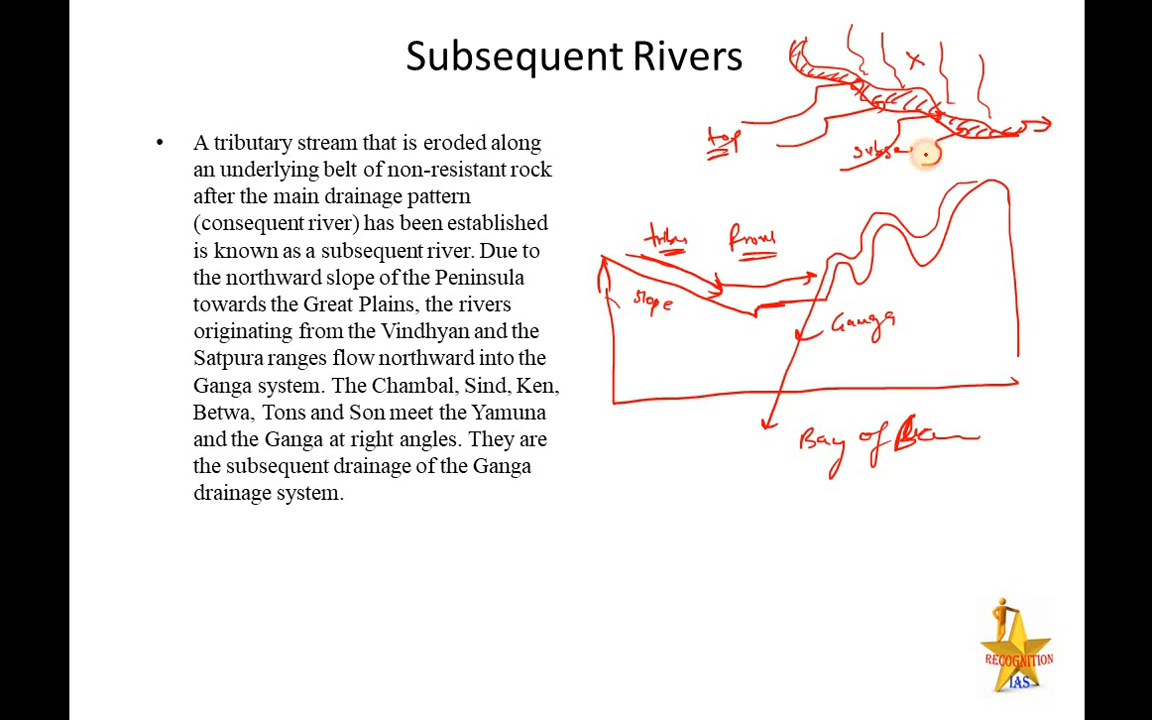 Subsequent Rivers
top
subse
• A tributary stream that is eroded along
an underlying belt of non-resistant rock
after the main drainage pattern
(consequent river) has been established
is known as a subsequent river. Due to
the northward slope of the Peninsula
towards the Great Plains, the rivers
originating from the Vindhyan and the
Satpura ranges flow northward into the
Ganga system. The Chambal, Sind, Ken,
Betwa, Tons and Son meet the Yamuna
and the Ganga at right angles. They are
the subsequent drainage of the Ganga
drainage system.
slope
Ganga
Bay of
RECOGNITION
IAS